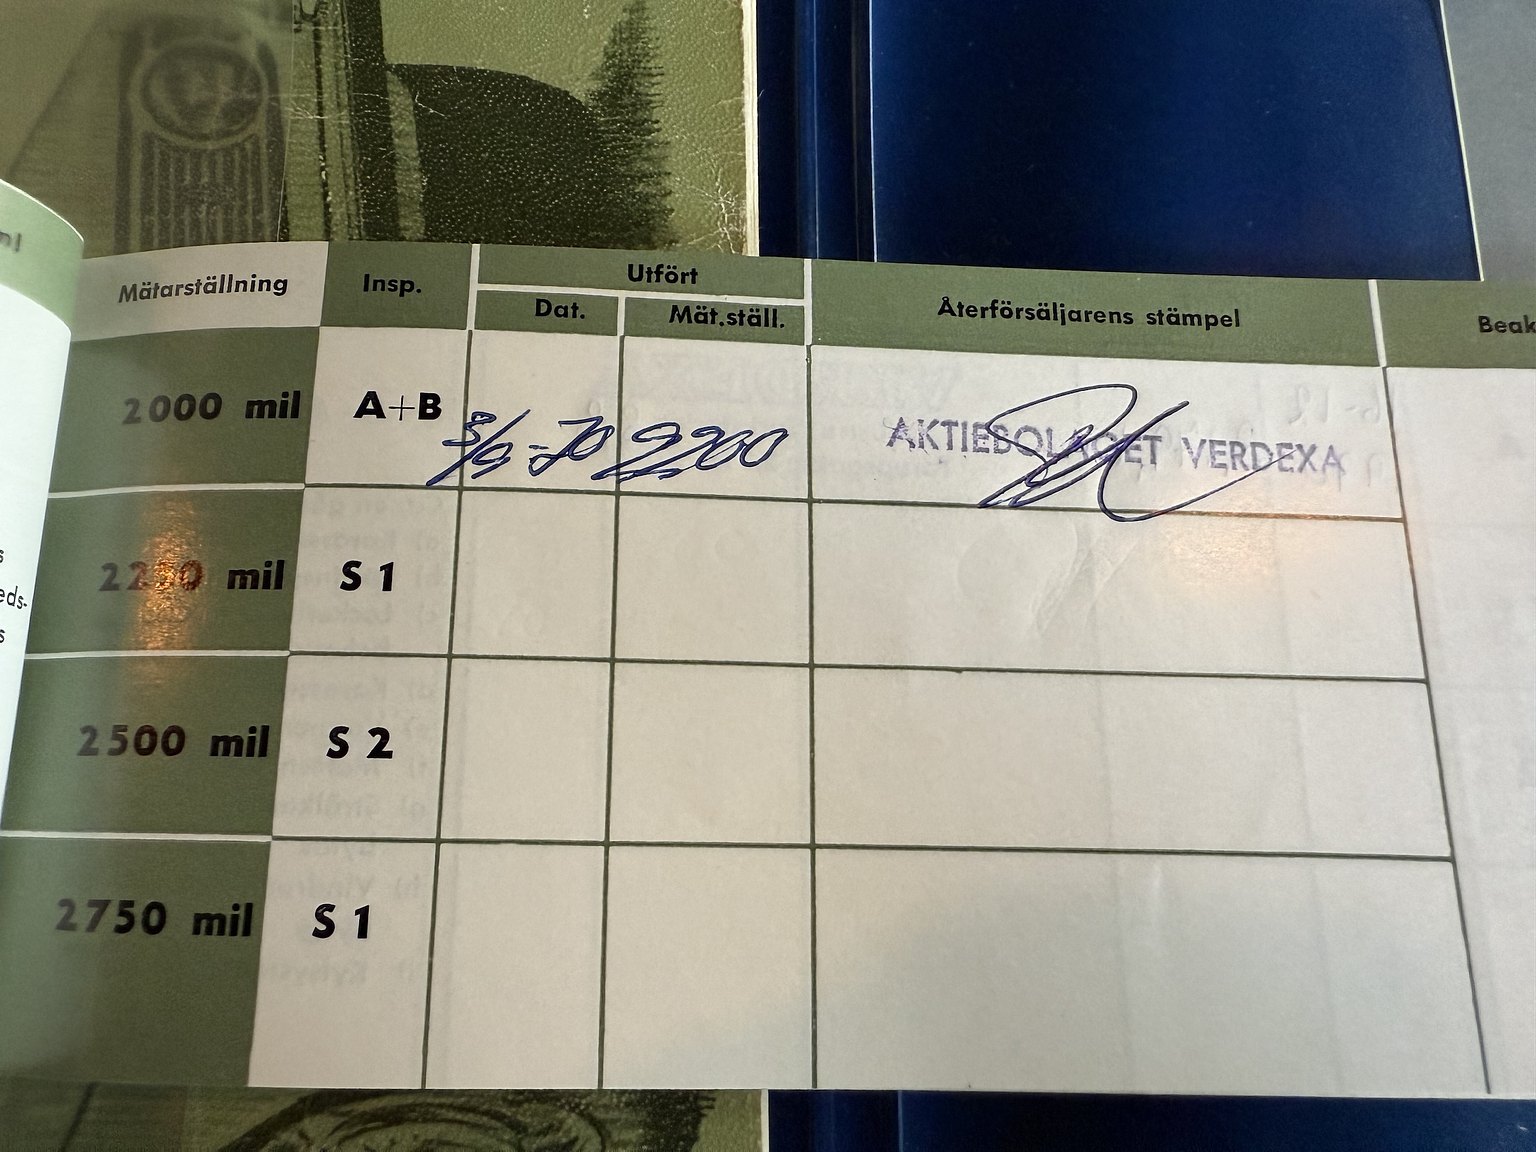 Mätarställning Insp. Utfört Återförsäljarens stämpel
Dat. Mät.ställ.
2000 mil A+B 3/9-70 2200 AKTIEBOLAGET VERDEXA
2250 mil S 1
2500 mil S 2
2750 mil S 1